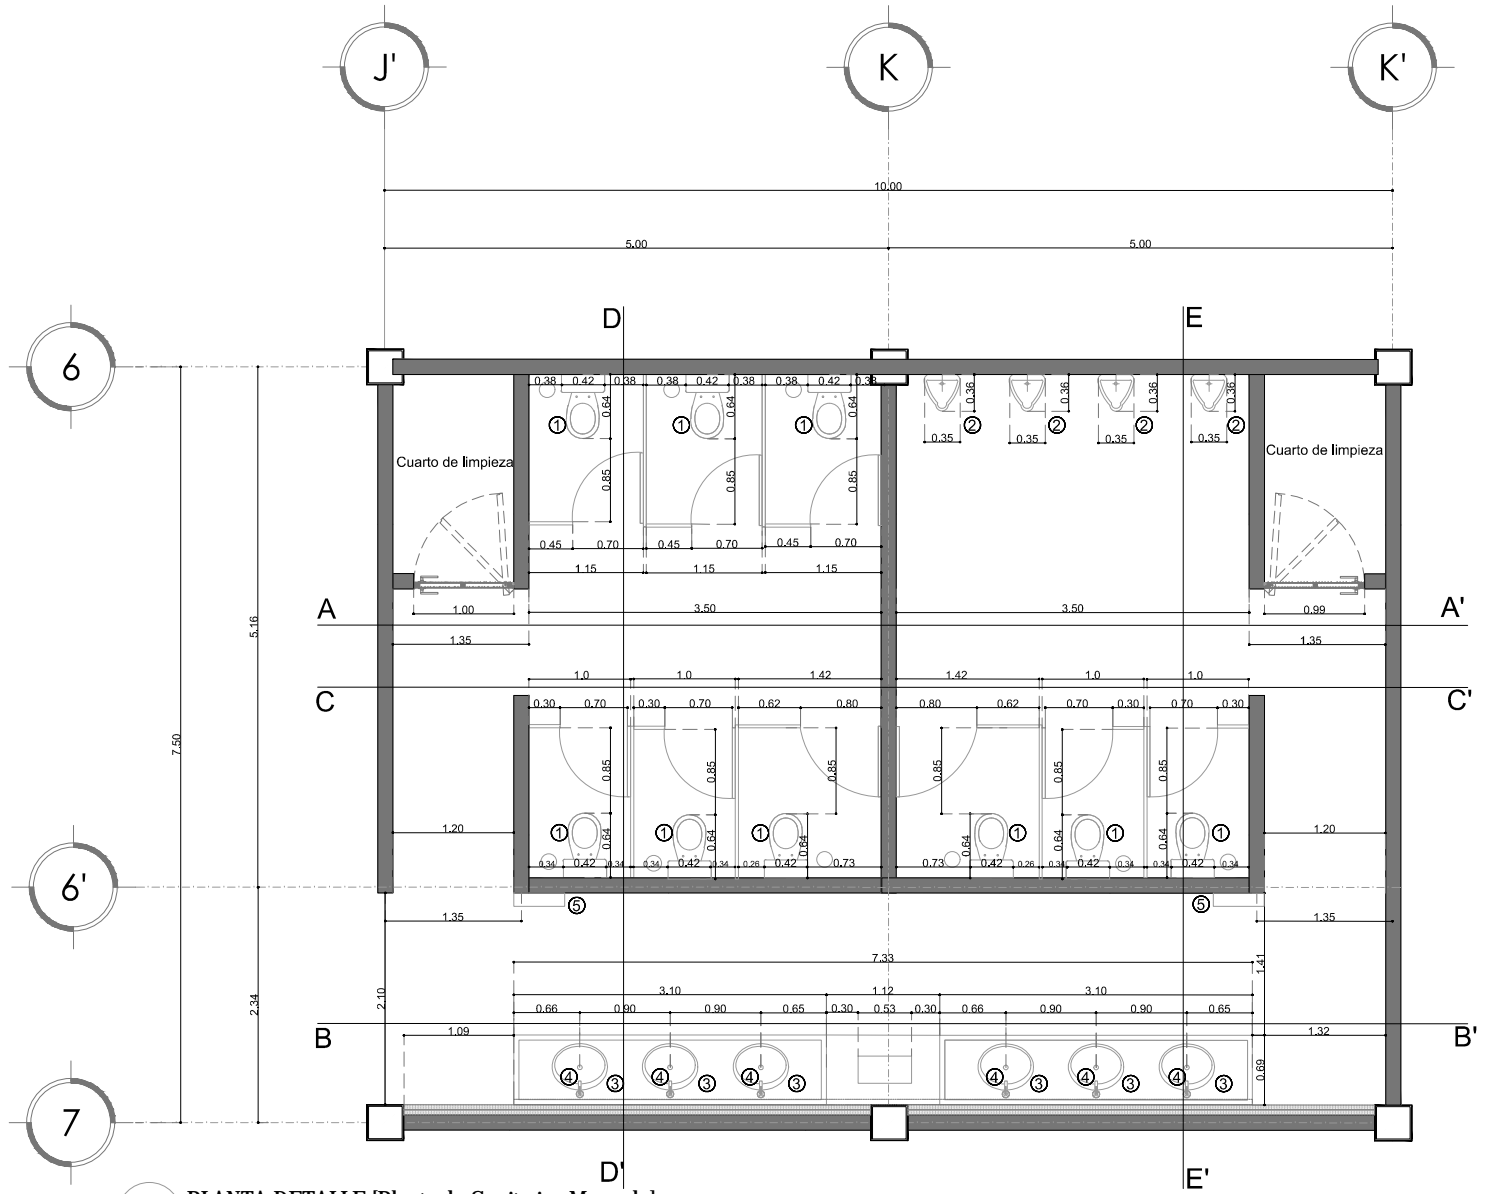 J' K K'
10.00
5.00 5.00
D E
6
0.38 0.42 0.38 0.38 0.42 0.38 0.38 0.42 0.38
0.64 0.64 0.64 0.36 0.36 0.36 0.36
1 1 1 2 2 2 2
0.35 0.35 0.35 0.35
Cuarto de limpieza Cuarto de limpieza
0.85 0.85 0.85
0.45 0.70 0.45 0.70 0.45 0.70
1.15 1.15 1.15
A 1.00 3.50 3.50 0.99 A'
5.16
1.35 1.35
1.0 1.0 1.42 1.42 1.0 1.0
C C'
0.30 0.70 0.30 0.70 0.62 0.80 0.80 0.62 0.70 0.30 0.70 0.30
7.50
0.85 0.85 0.85 0.85 0.85 0.85
1.20 1 1 1 1 1 1 1.20
0.64 0.64 0.64 0.64 0.64 0.64
0.34 0.42 0.34 0.34 0.42 0.34 0.26 0.42 0.73 0.73 0.42 0.26 0.34 0.42 0.34 0.34 0.42 0.34
6'
5 5
1.35 1.35
7.33 1.41
3.10 1.12 3.10
2.34 2.10
0.66 0.90 0.90 0.65 0.30 0.53 0.30 0.66 0.90 0.90 0.65
B 1.09 1.32 B'
0.69
4 3 4 3 4 3 4 3 4 3 4 3
7
D' E'
PLANTA DETALLE [Planta de Sanitarios Mercado]